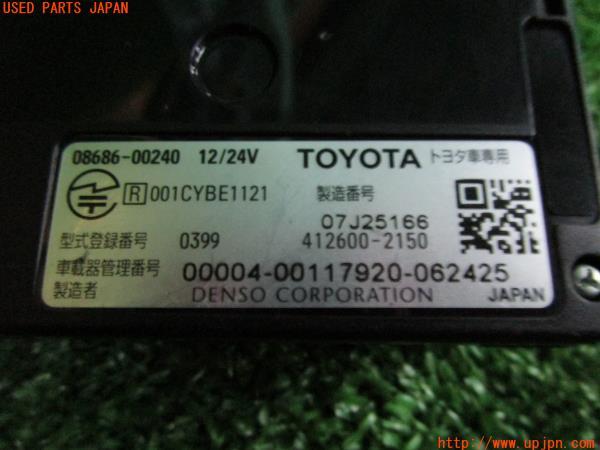 USED PARTS JAPAN
08686-00240 12/24V TOYOTA トヨタ車専用
R 001CYBE1121 製造番号
07J25166
型式登録番号 0399 412600-2150
車載器管理番号 00004-00117920-062425
製造者 DENSO CORPORATION JAPAN
http://www.upjpn.com/